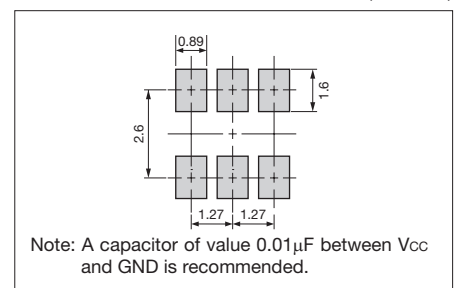 0.89
1.6
2.6
1.27 1.27
Note: A capacitor of value 0.01μF between Vcc
and GND is recommended.